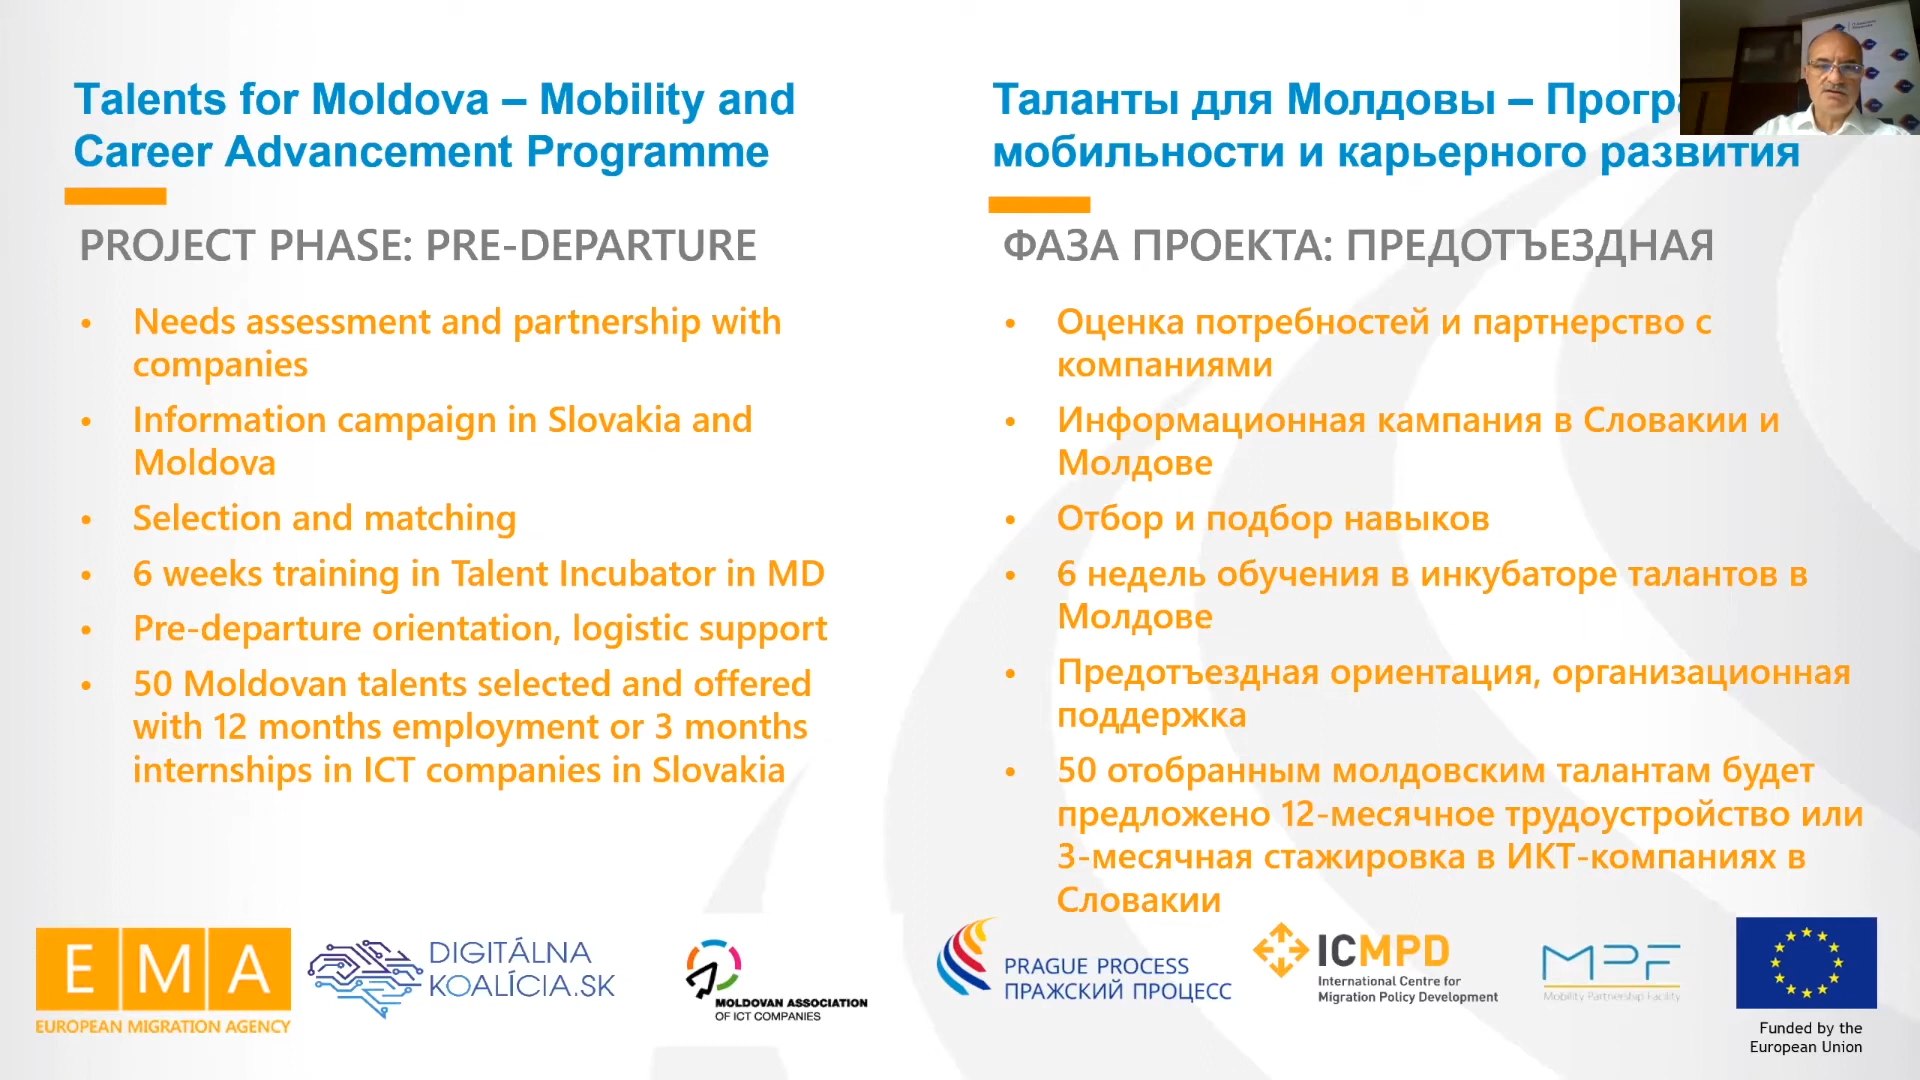 Talents for Moldova – Mobility and
Career Advancement Programme
PROJECT PHASE: PRE-DEPARTURE
• Needs assessment and partnership with
companies
• Information campaign in Slovakia and
Moldova
• Selection and matching
• 6 weeks training in Talent Incubator in MD
• Pre-departure orientation, logistic support
• 50 Moldovan talents selected and offered
with 12 months employment or 3 months
internships in ICT companies in Slovakia
Таланты для Молдовы – Прогр
мобильности и карьерного развития
ФАЗА ПРОЕКТА: ПРЕДОТЪЕЗДНАЯ
• Оценка потребностей и партнерство с
компаниями
• Информационная кампания в Словакии и
Молдове
• Отбор и подбор навыков
• 6 недель обучения в инкубаторе талантов в
Молдове
• Предотъездная ориентация, организационная
поддержка
• 50 отобранным молдовским талантам будет
предложено 12-месячное трудоустройство или
3-месячная стажировка в ИКТ-компаниях в
Словакии
EMA
EUROPEAN MIGRATION AGENCY
DIGITÁLNA
KOALÍCIA.SK
MOLDOVAN ASSOCIATION
OF ICT COMPANIES
PRAGUE PROCESS
ПРАЖСКИЙ ПРОЦЕСС
ICMPD
International Centre for
Migration Policy Development
MPF
Mobility Partnership Facility
Funded by the
European Union